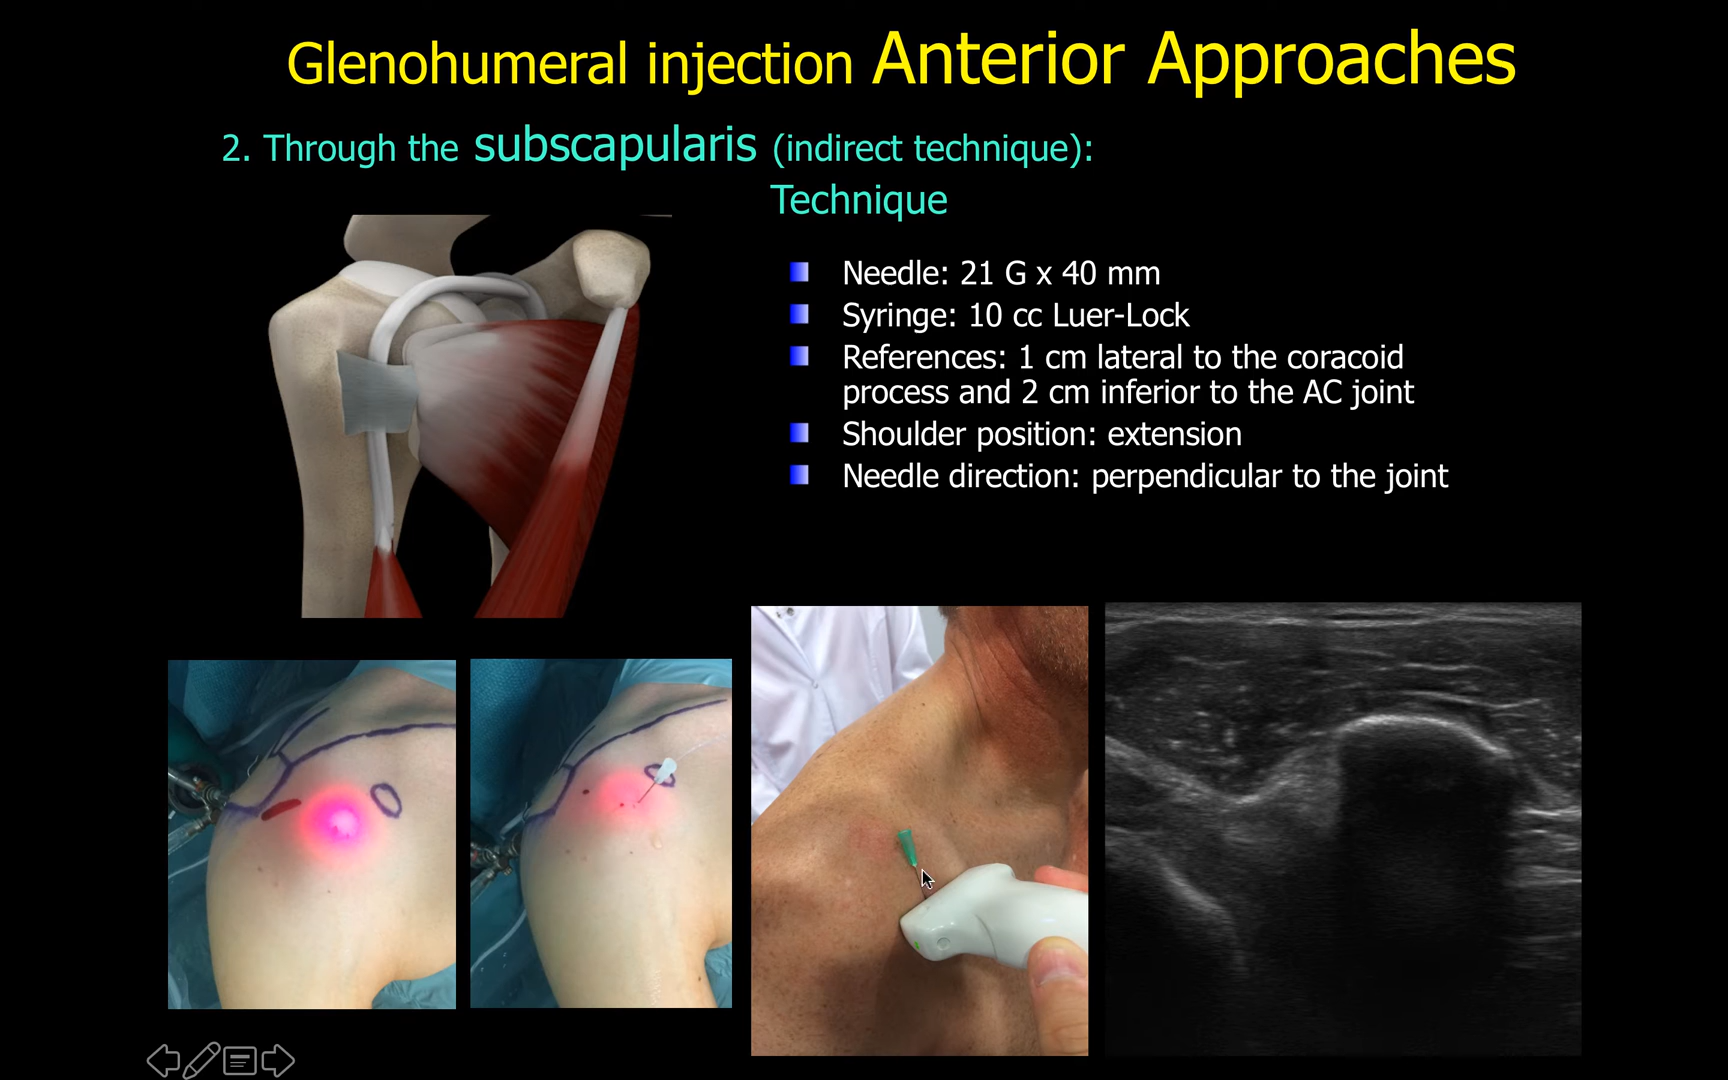 Glenohumeral injection Anterior Approaches
2. Through the subscapularis (indirect technique):
Technique
Needle: 21 G x 40 mm
Syringe: 10 cc Luer-Lock
References: 1 cm lateral to the coracoid
process and 2 cm inferior to the AC joint
Shoulder position: extension
Needle direction: perpendicular to the joint